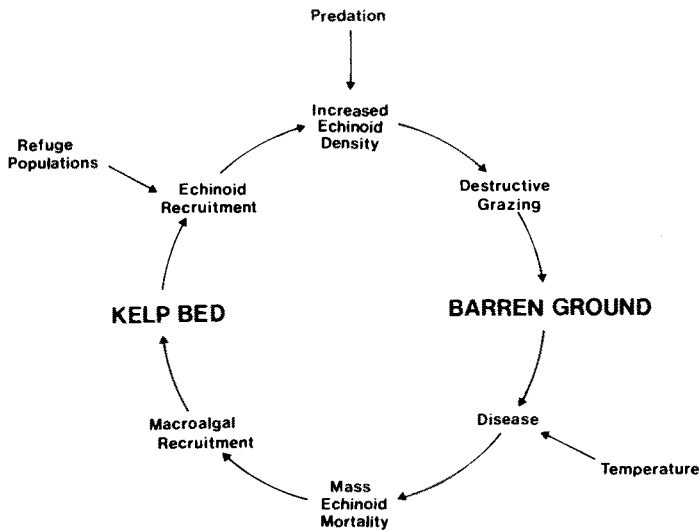 Predation
Increased
Echinoid
Density
Refuge
Populations
Echinoid
Recruitment
Destructive
Grazing
KELP BED
BARREN GROUND
Macroalgal
Recruitment
Disease
Temperature
Mass
Echinoid
Mortality